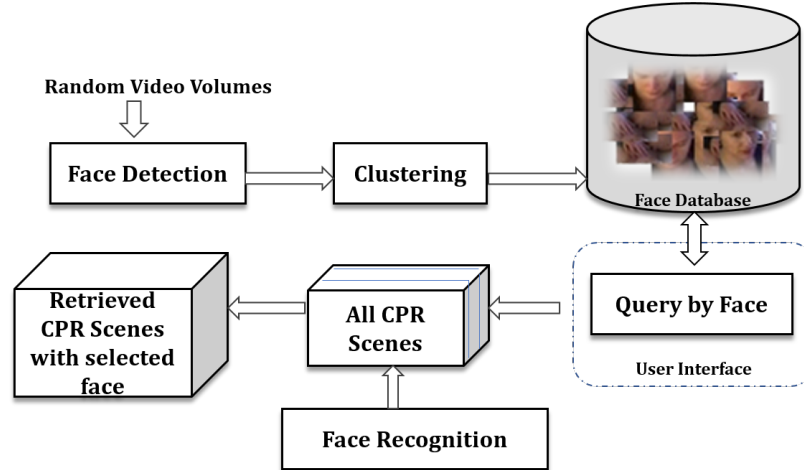 Random Video Volumes
Face Detection
Clustering
Face Database
Retrieved
CPR Scenes
with selected
face
All CPR
Scenes
Query by Face
User Interface
Face Recognition